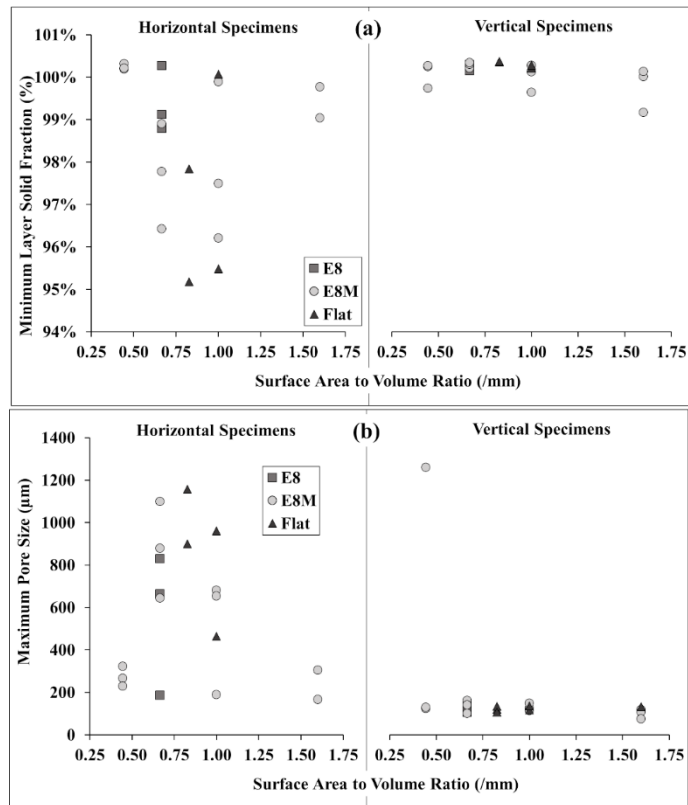 Horizontal Specimens (a) Vertical Specimens
101%
100%
99%
98%
97%
96%
95%
94%
Minimum Layer Solid Fraction (%)
E8
E8M
Flat
0.25 0.50 0.75 1.00 1.25 1.50 1.75 0.25 0.50 0.75 1.00 1.25 1.50 1.75
Surface Area to Volume Ratio (/mm)
Horizontal Specimens (b) Vertical Specimens
1400
1200
1000
800
600
400
200
0
Maximum Pore Size (μm)
E8
E8M
Flat
0.25 0.50 0.75 1.00 1.25 1.50 1.75 0.25 0.50 0.75 1.00 1.25 1.50 1.75
Surface Area to Volume Ratio (/mm)